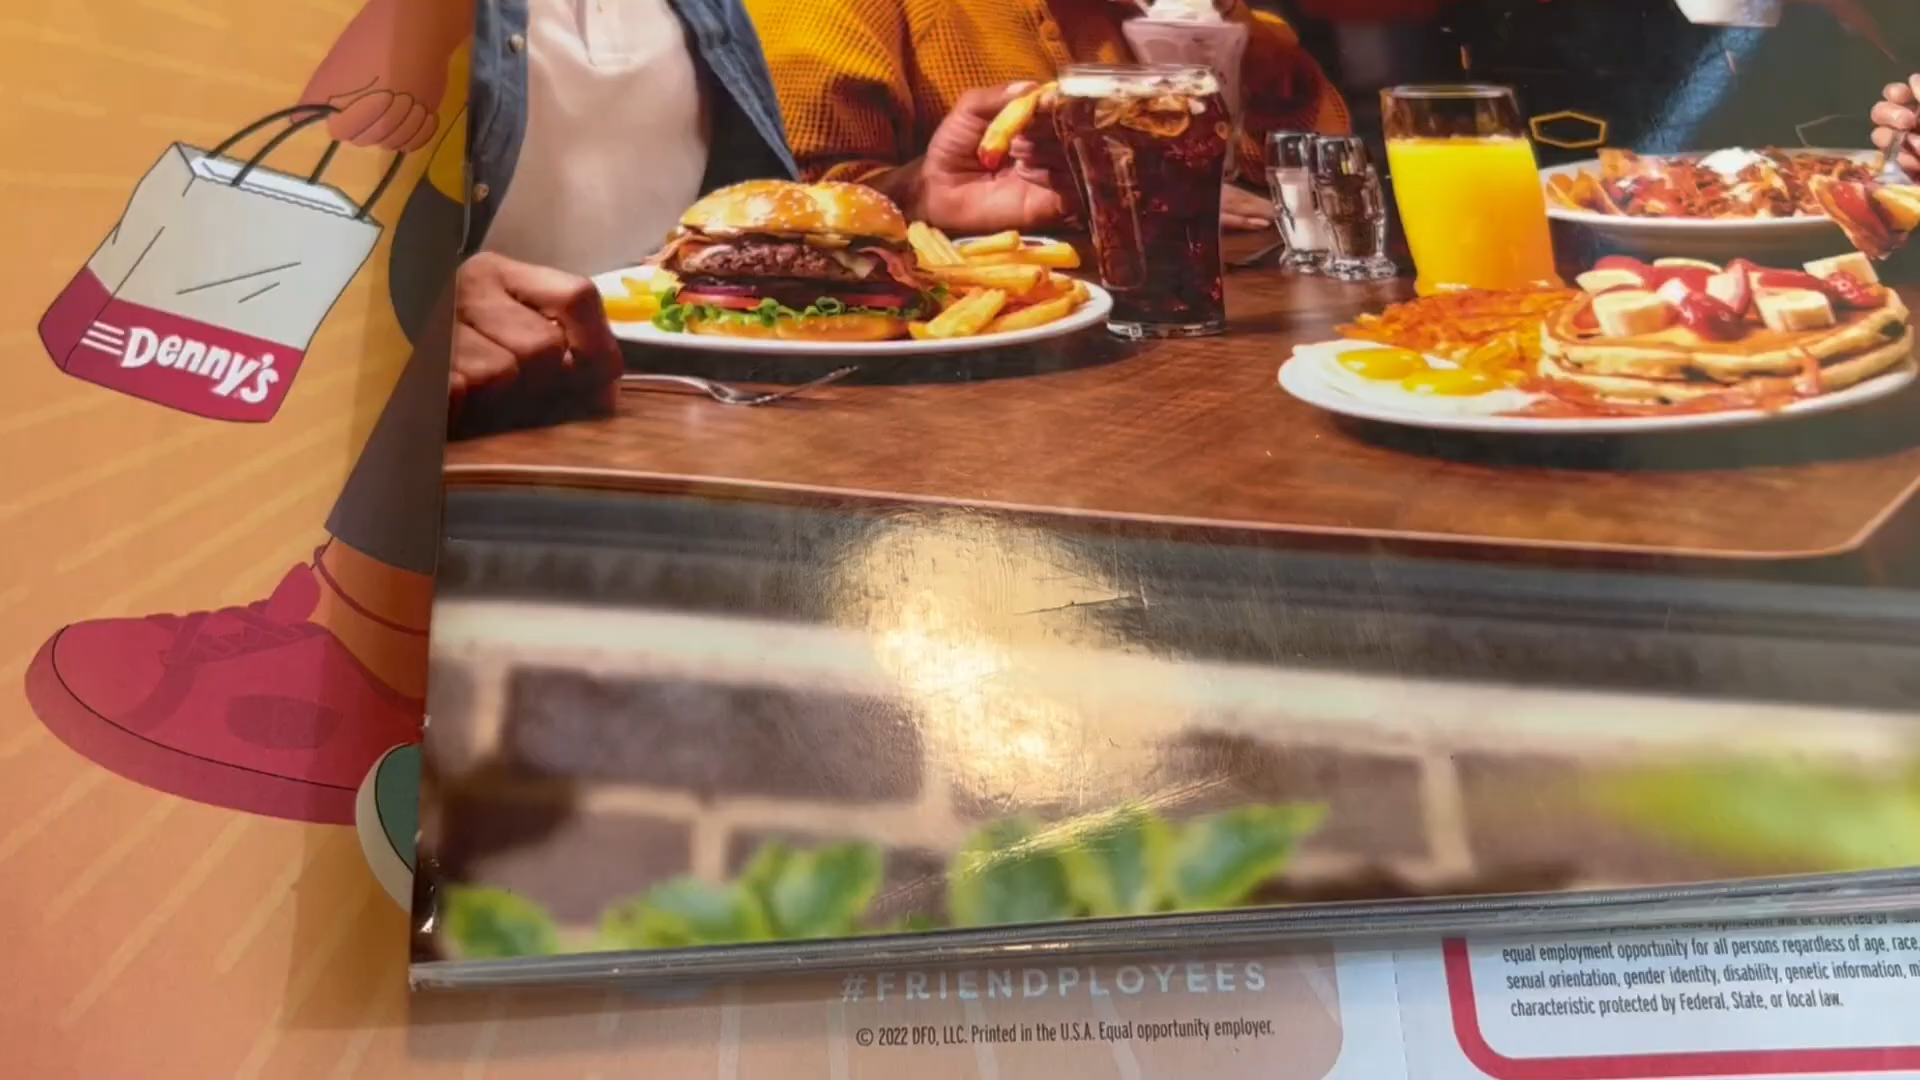 Denny's
equal employment opportunity for all persons regardless of age, race,
sexual orientation, gender identity, disability, genetic information,
characteristic protected by Federal, State, or local law.
#FRIENDPLOYEES
© 2022 DFO, LLC. Printed in the U.S.A. Equal opportunity employer.